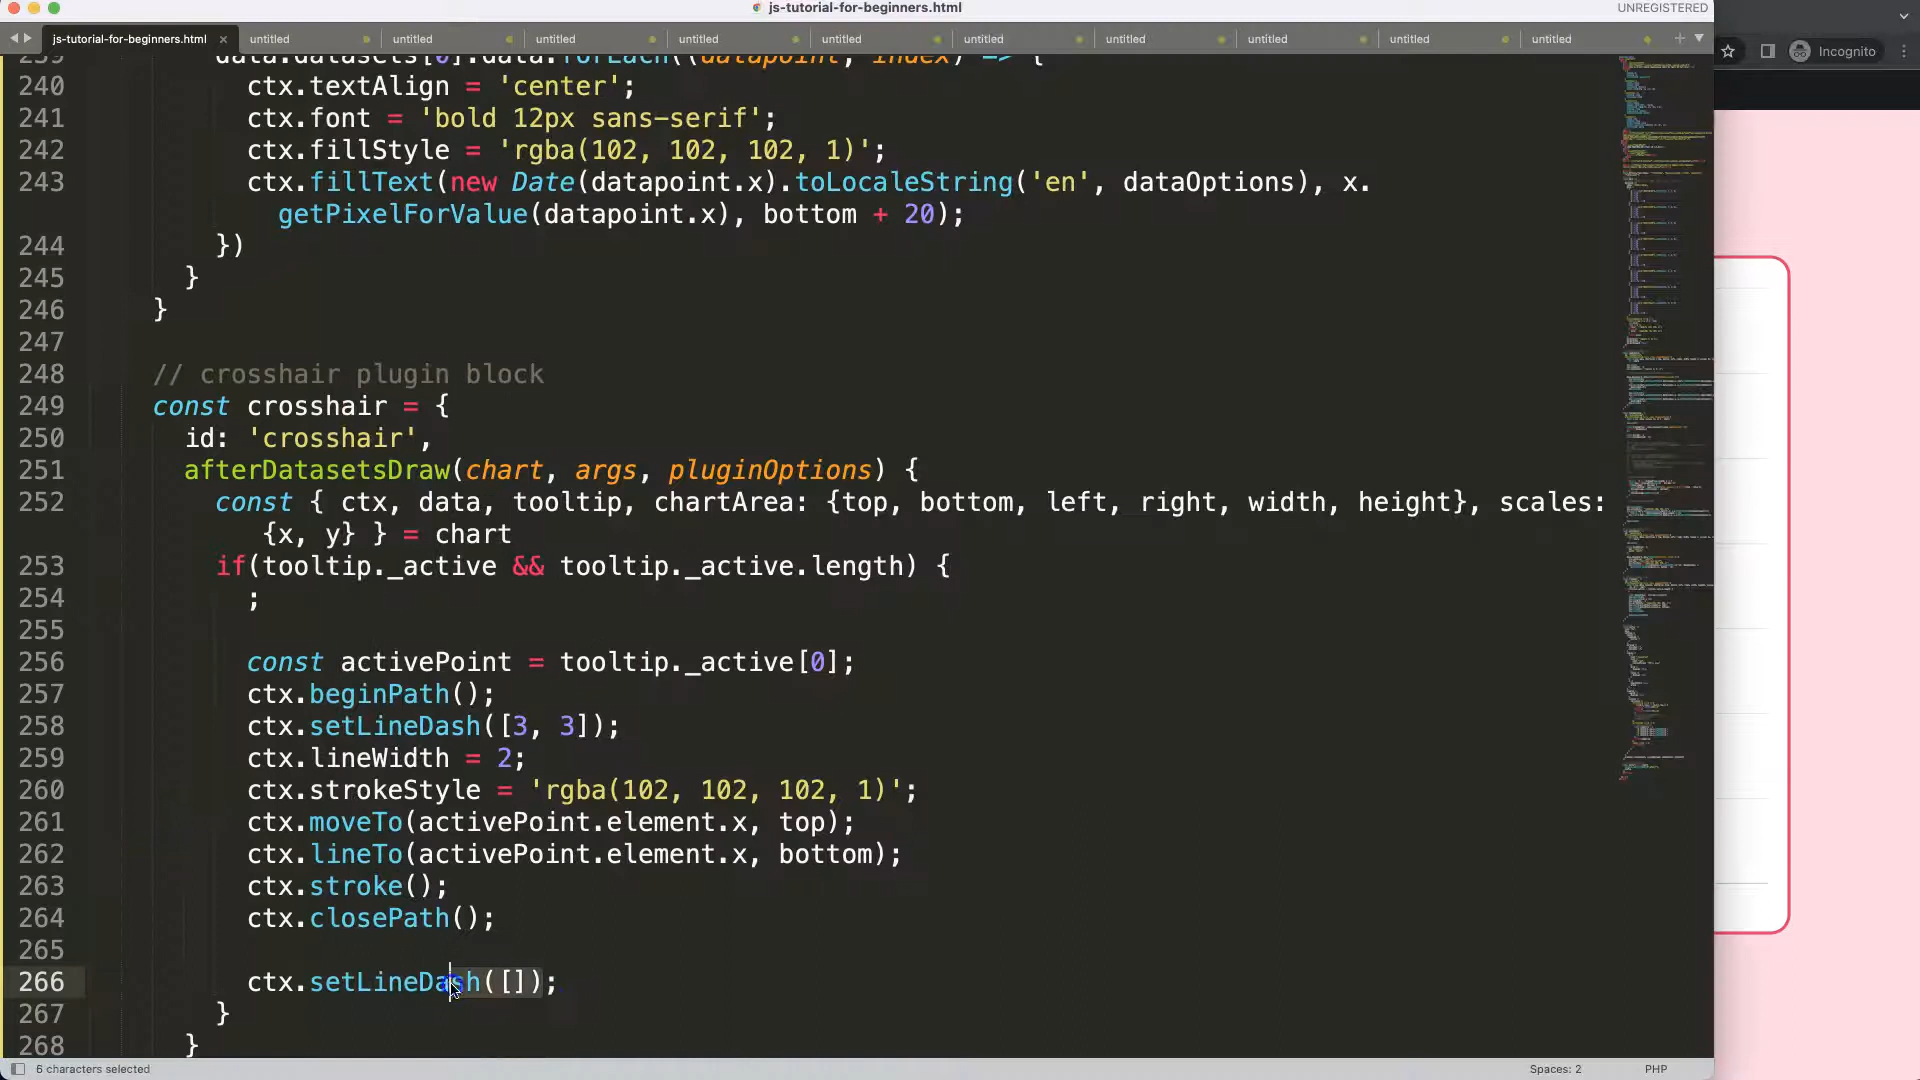 js-tutorial-for-beginners.html
UNREGISTERED
js-tutorial-for-beginners.html × untitled untitled untitled untitled untitled untitled untitled untitled untitled untitled
Incognito
239 data.datasets[0].data.forEach((datapoint, index) => {
240 ctx.textAlign = 'center';
241 ctx.font = 'bold 12px sans-serif';
242 ctx.fillStyle = 'rgba(102, 102, 102, 1)';
243 ctx.fillText(new Date(datapoint.x).toLocaleString('en', dataOptions), x.
getPixelForValue(datapoint.x), bottom + 20);
244 })
245 }
246 }
247
248 // crosshair plugin block
249 const crosshair = {
250 id: 'crosshair',
251 afterDatasetsDraw(chart, args, pluginOptions) {
252 const { ctx, data, tooltip, chartArea: {top, bottom, left, right, width, height}, scales:
{x, y} } = chart
253 if(tooltip._active && tooltip._active.length) {
254 ;
255
256 const activePoint = tooltip._active[0];
257 ctx.beginPath();
258 ctx.setLineDash([3, 3]);
259 ctx.lineWidth = 2;
260 ctx.strokeStyle = 'rgba(102, 102, 102, 1)';
261 ctx.moveTo(activePoint.element.x, top);
262 ctx.lineTo(activePoint.element.x, bottom);
263 ctx.stroke();
264 ctx.closePath();
265
266 ctx.setLineDash([]);
267 }
268 }
6 characters selected
Spaces: 2
PHP